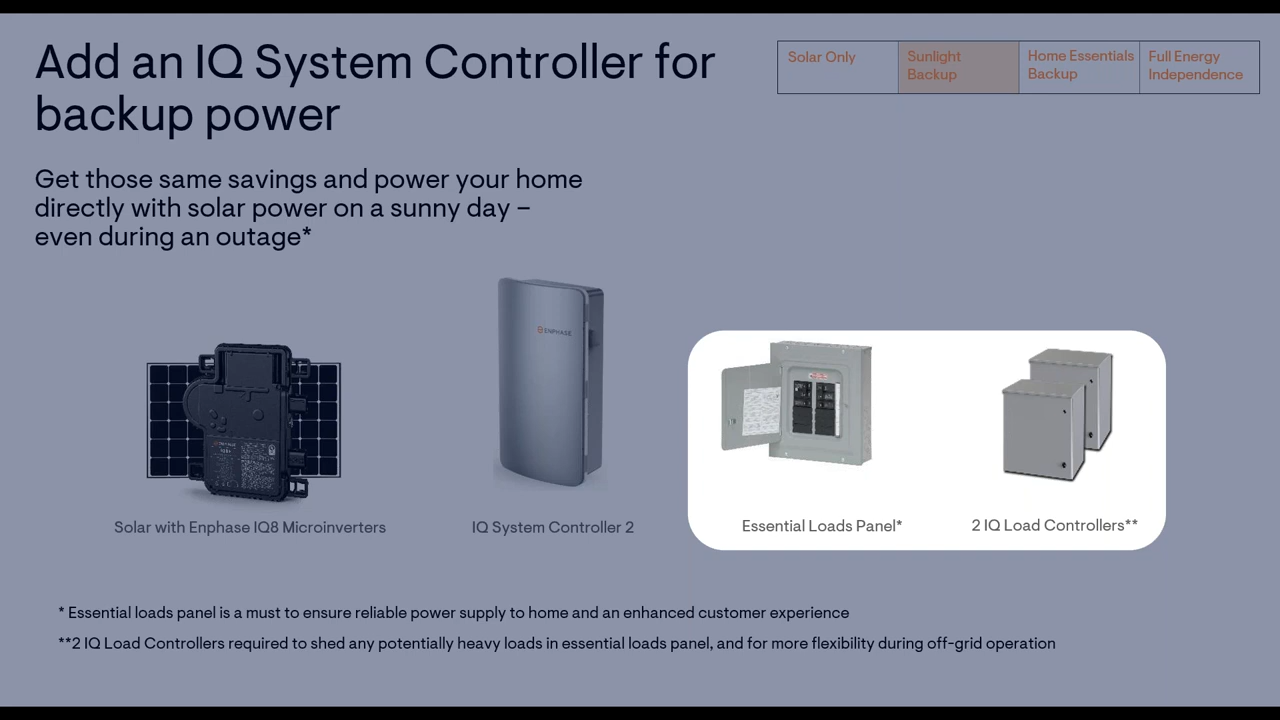 Add an IQ System Controller for
backup power
Solar Only
Sunlight
Backup
Home Essentials
Backup
Full Energy
Independence
Get those same savings and power your home
directly with solar power on a sunny day –
even during an outage*
ENPHASE
Solar with Enphase IQ8 Microinverters
IQ System Controller 2
Essential Loads Panel*
2 IQ Load Controllers**
* Essential loads panel is a must to ensure reliable power supply to home and an enhanced customer experience
**2 IQ Load Controllers required to shed any potentially heavy loads in essential loads panel, and for more flexibility during off-grid operation